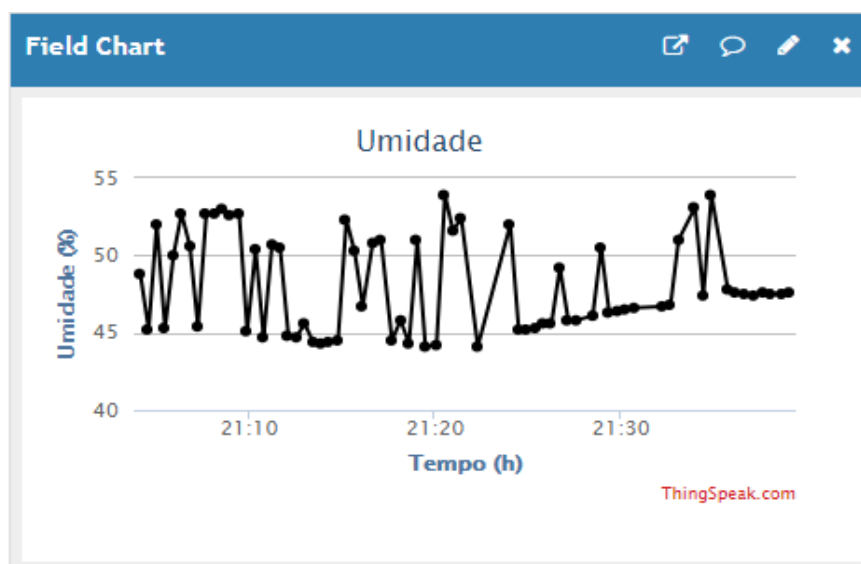 Field Chart
Umidade
55
50
45
40
Umidade (%)
21:10 21:20 21:30
Tempo (h)
ThingSpeak.com